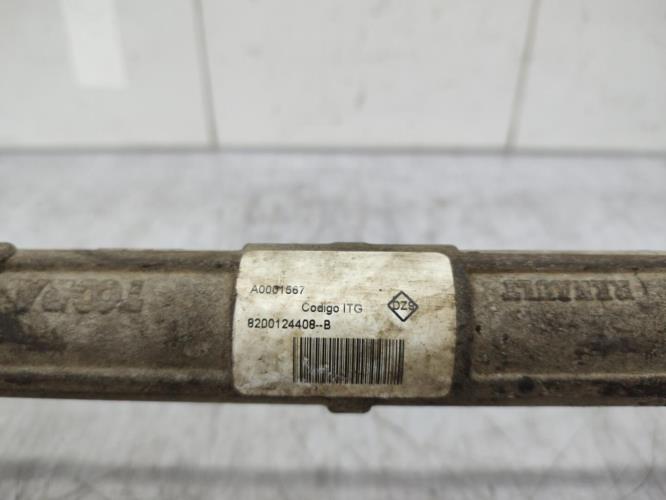 A0001567
Codigo ITG
DZS
8200124408--B